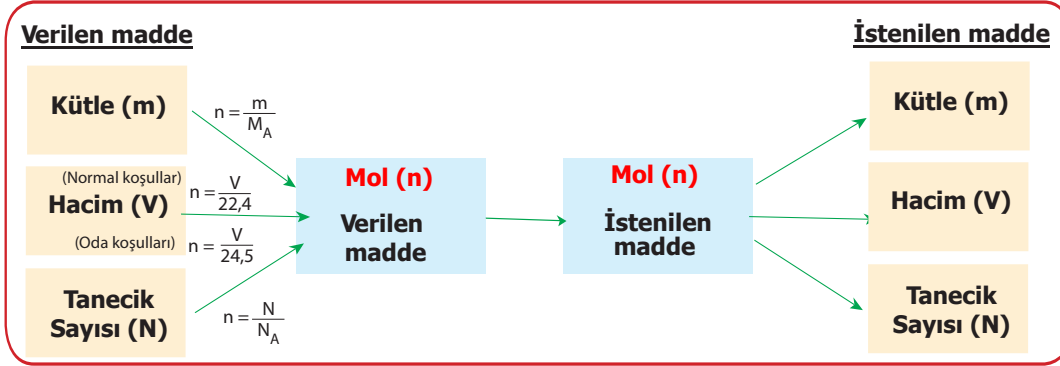 Verilen madde
İstenilen madde
Kütle (m)
n = m / M_A
(Normal koşullar)
Hacim (V)
(Oda koşulları)
n = V / 22,4
n = V / 24,5
Tanecik
Sayısı (N)
n = N / N_A
Mol (n)
Verilen
madde
Mol (n)
İstenilen
madde
Kütle (m)
Hacim (V)
Tanecik
Sayısı (N)